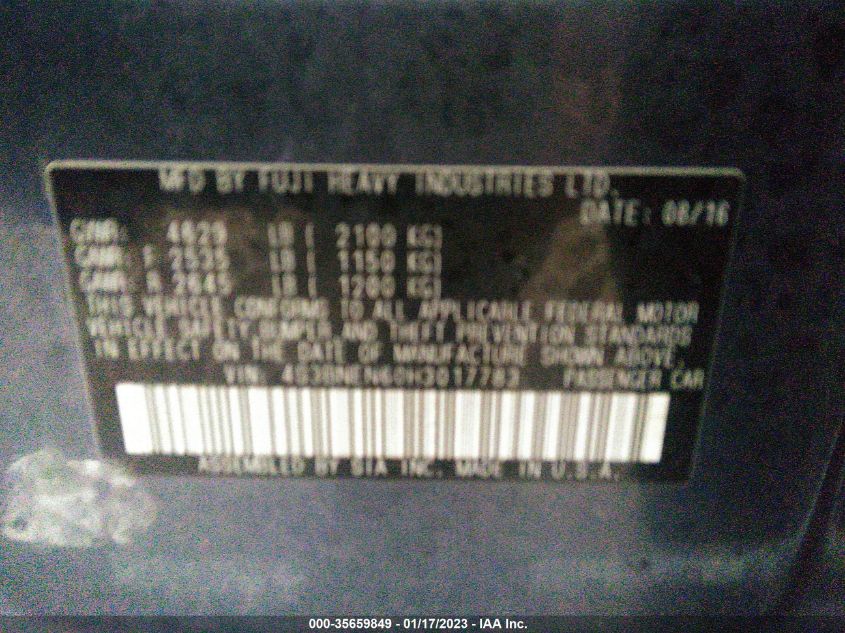 MFD BY FUJI HEAVY INDUSTRIES LTD.
DATE: 08/16
GVWR: 4629 LB ( 2100 KG)
GAWR: F 2535 LB ( 1150 KG)
GAWR: R 2645 LB ( 1200 KG)
THIS VEHICLE CONFORMS TO ALL APPLICABLE FEDERAL MOTOR
VEHICLE SAFETY BUMPER AND THEFT PREVENTION STANDARDS
IN EFFECT ON THE DATE OF MANUFACTURE SHOWN ABOVE.
VIN: 4S3BNEN60H3017783 PASSENGER CAR
ASSEMBLED BY SIA INC. MADE IN U.S.A.
000-35659849 - 01/17/2023 - IAA Inc.